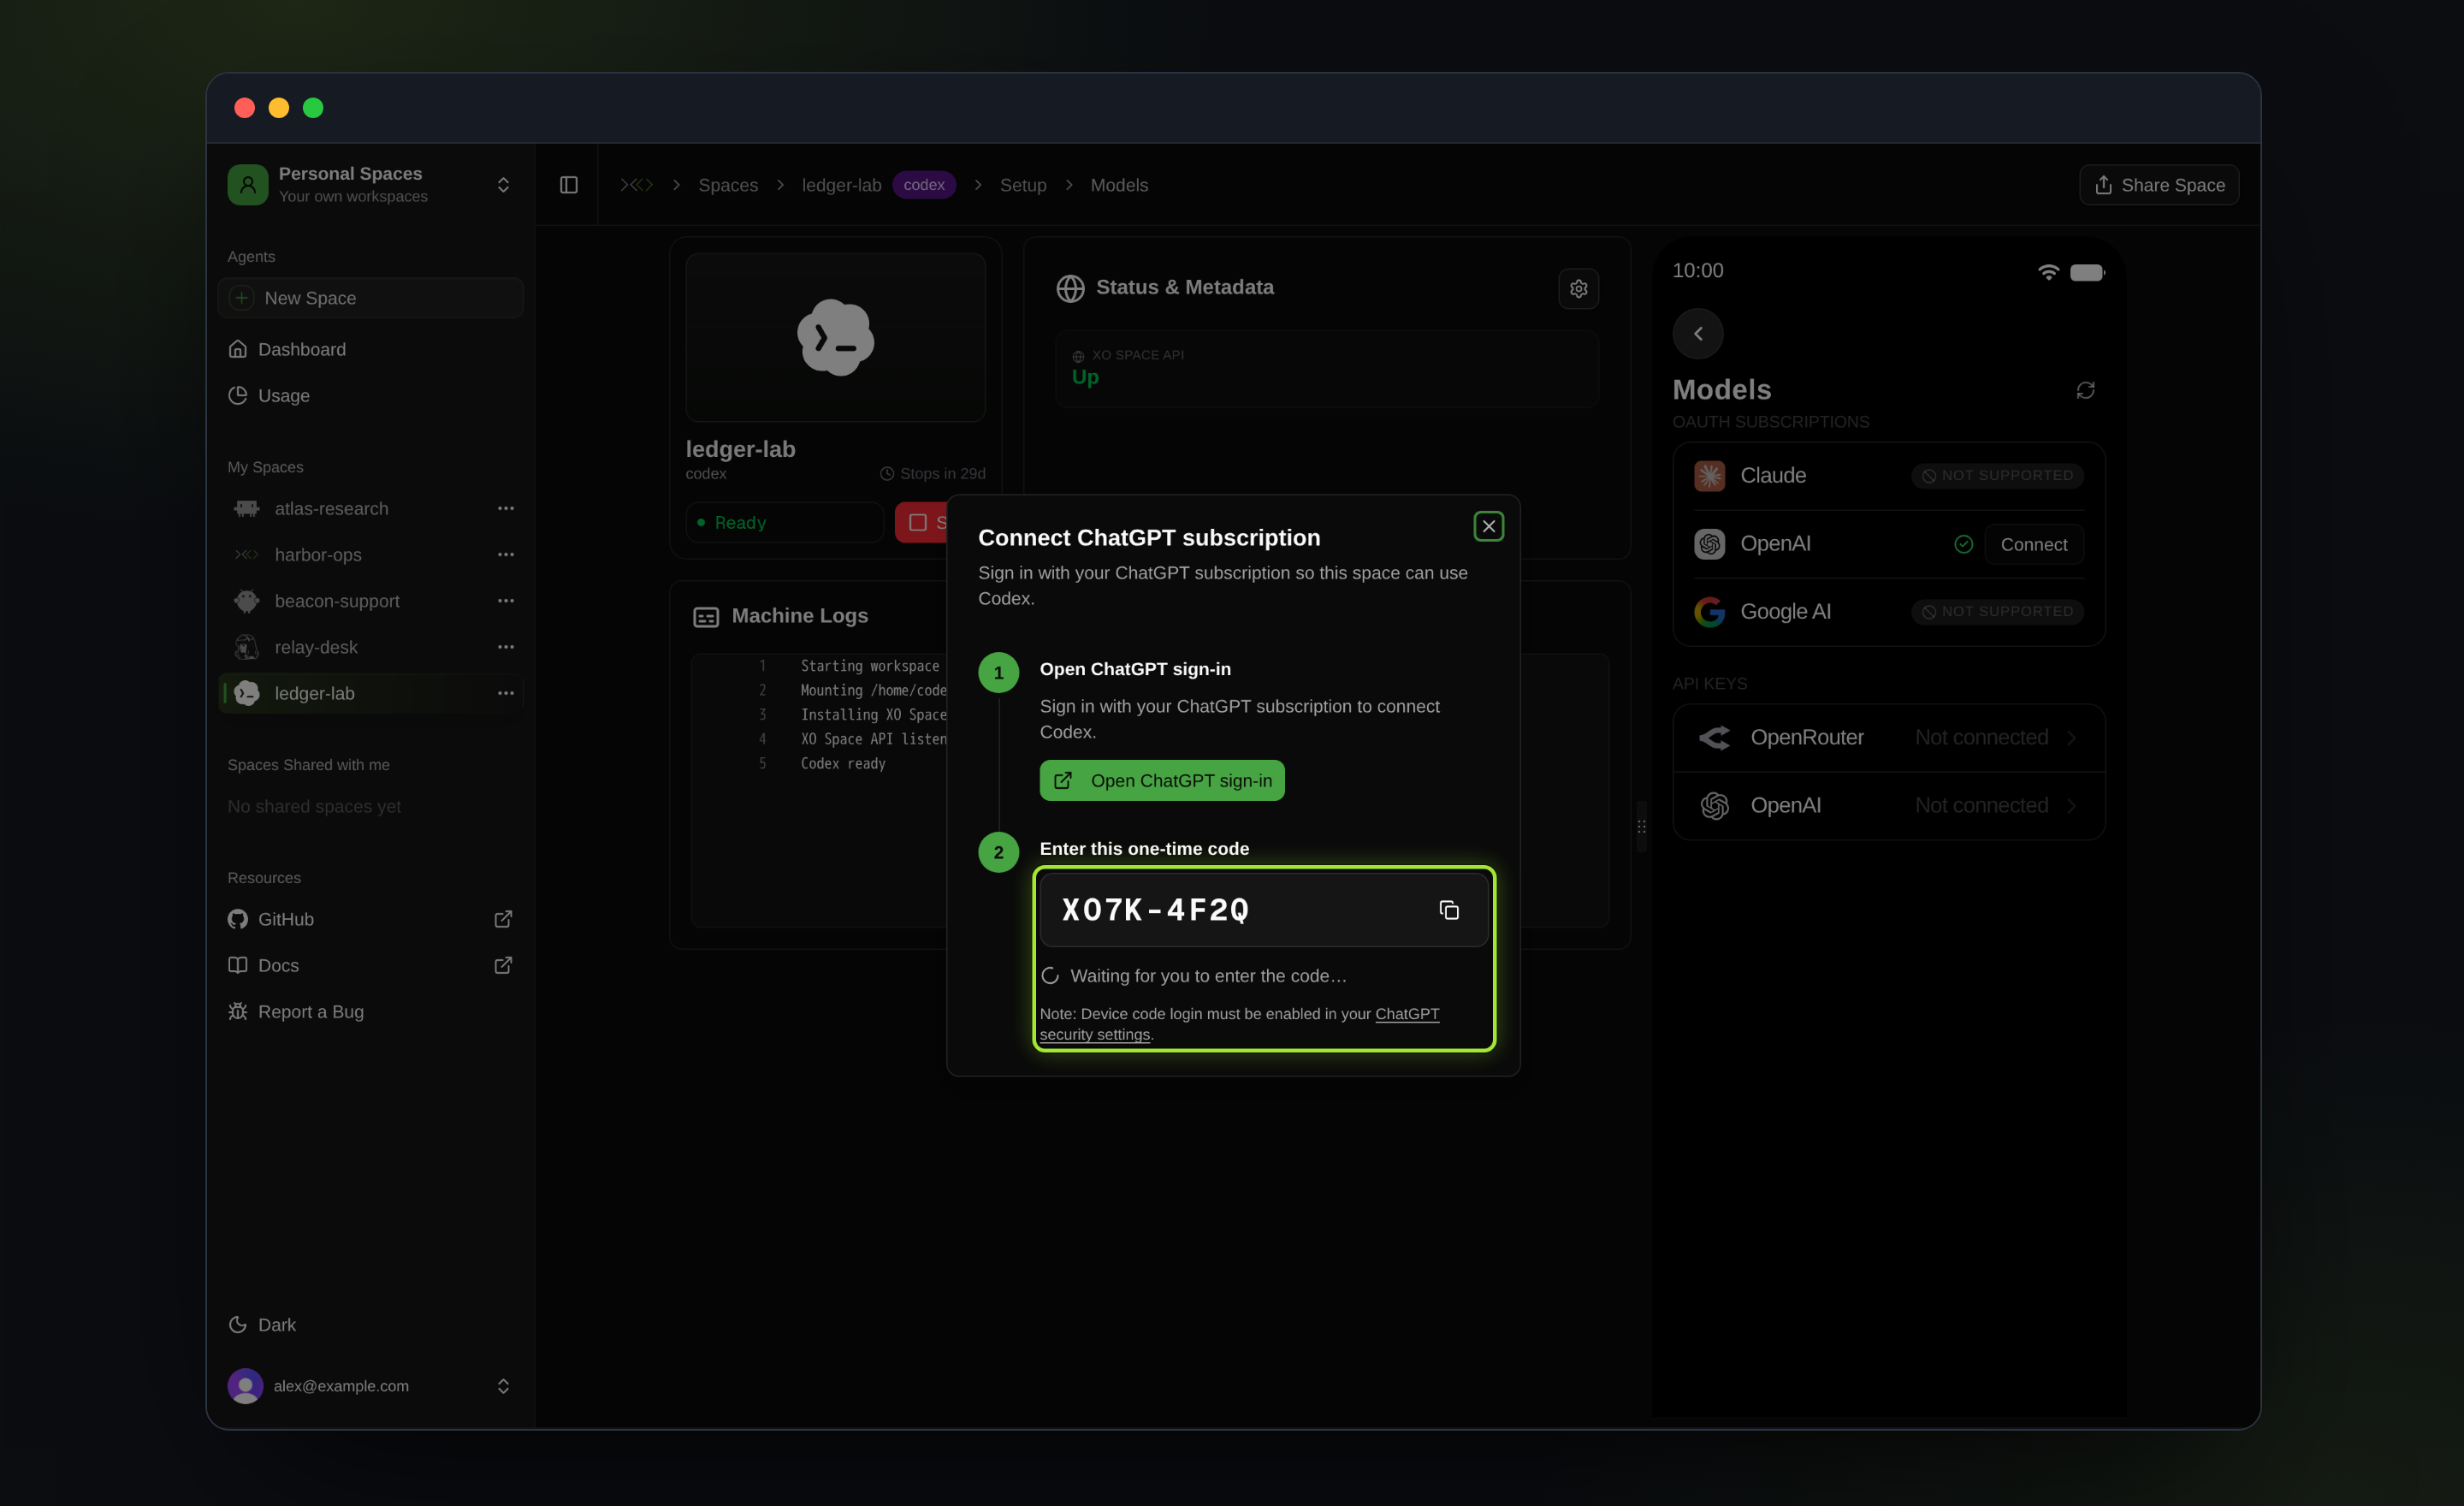 Personal Spaces
Your own workspaces
Agents
New Space
Dashboard
Usage
My Spaces
atlas-research
harbor-ops
beacon-support
relay-desk
ledger-lab
Spaces Shared with me
No shared spaces yet
Resources
GitHub
Docs
Report a Bug
Dark
alex@example.com
Spaces
ledger-lab codex
Setup
Models
Share Space
ledger-lab
codex
Stops in 29d
Ready
S
Status & Metadata
XO SPACE API
Up
Machine Logs
1 Starting workspace
2 Mounting /home/code
3 Installing XO Space
4 XO Space API listen
5 Codex ready
Connect ChatGPT subscription
Sign in with your ChatGPT subscription so this space can use
Codex.
1 Open ChatGPT sign-in
Sign in with your ChatGPT subscription to connect
Codex.
Open ChatGPT sign-in
2 Enter this one-time code
XO7K-4F2Q
Waiting for you to enter the code…
Note: Device code login must be enabled in your ChatGPT
security settings.
10:00
Models
OAUTH SUBSCRIPTIONS
Claude NOT SUPPORTED
OpenAI Connect
Google AI NOT SUPPORTED
API KEYS
OpenRouter Not connected
OpenAI Not connected